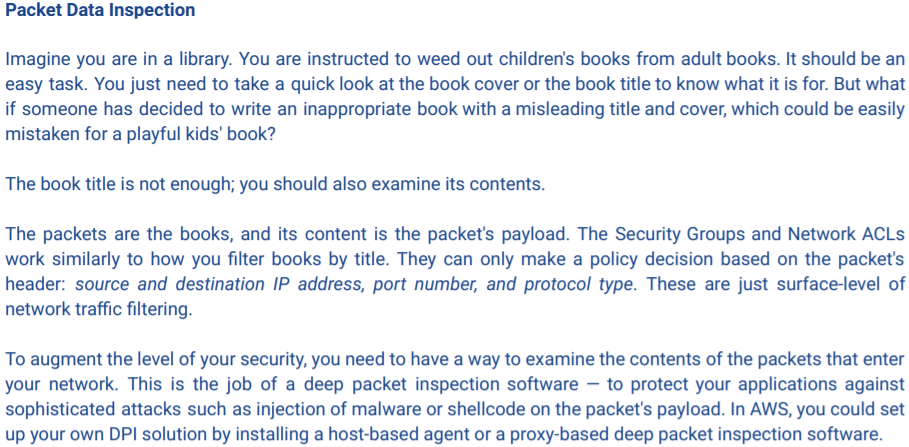 Packet Data Inspection
Imagine you are in a library. You are instructed to weed out children's books from adult books. It should be an
easy task. You just need to take a quick look at the book cover or the book title to know what it is for. But what
if someone has decided to write an inappropriate book with a misleading title and cover, which could be easily
mistaken for a playful kids' book?
The book title is not enough; you should also examine its contents.
The packets are the books, and its content is the packet's payload. The Security Groups and Network ACLs
work similarly to how you filter books by title. They can only make a policy decision based on the packet's
header: source and destination IP address, port number, and protocol type. These are just surface-level of
network traffic filtering.
To augment the level of your security, you need to have a way to examine the contents of the packets that enter
your network. This is the job of a deep packet inspection software — to protect your applications against
sophisticated attacks such as injection of malware or shellcode on the packet's payload. In AWS, you could set
up your own DPI solution by installing a host-based agent or a proxy-based deep packet inspection software.